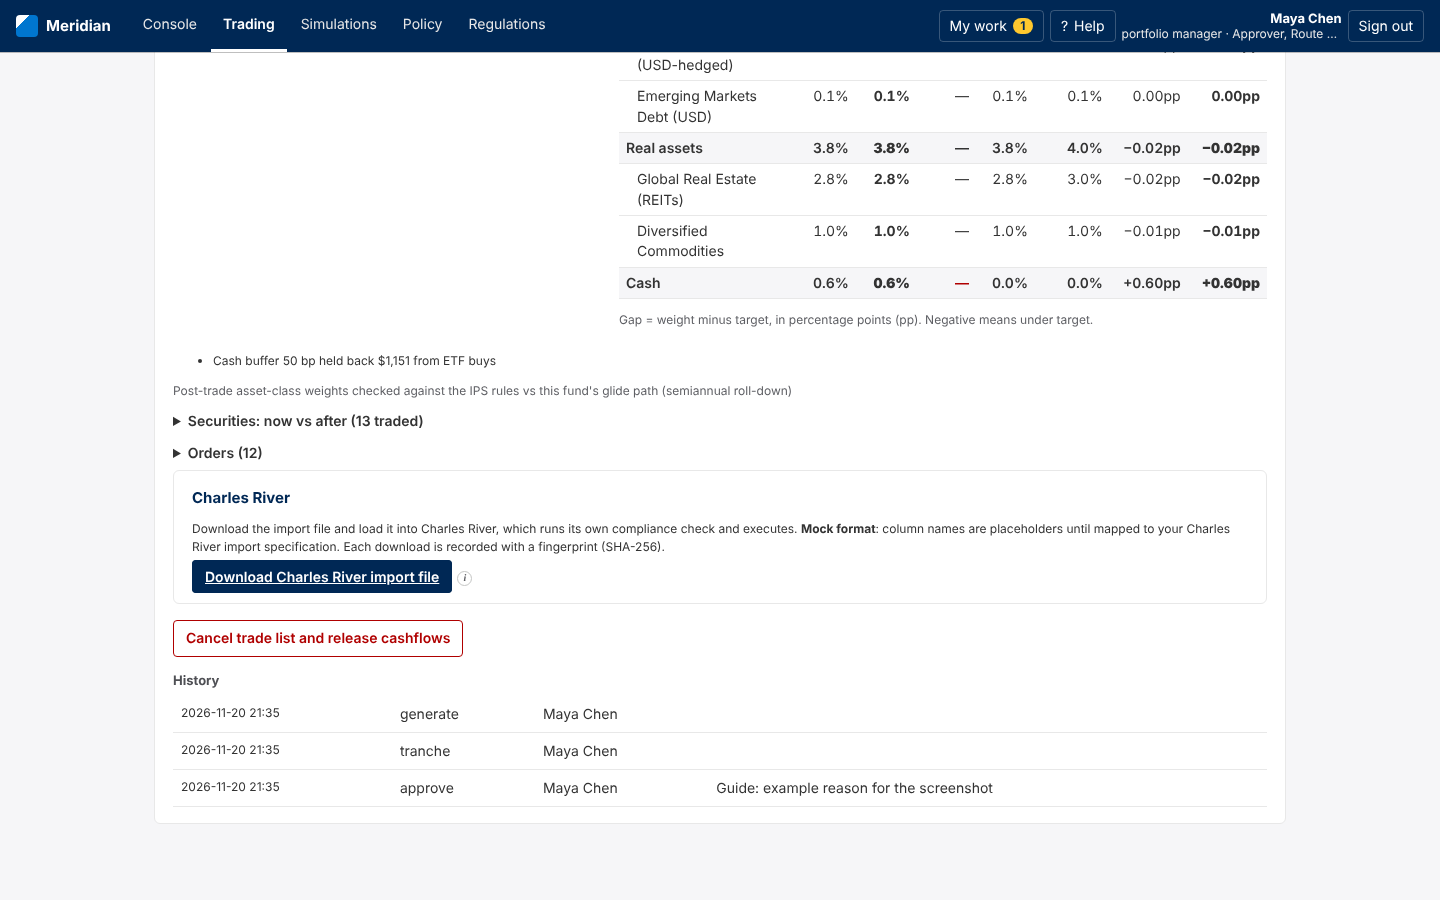 Meridian Console Trading Simulations Policy Regulations My work 1 ? Help Maya Chen Sign out
portfolio manager · Approver, Route ...
(USD-hedged)
Emerging Markets 0.1% 0.1% — 0.1% 0.1% 0.00pp 0.00pp
Debt (USD)
Real assets 3.8% 3.8% — 3.8% 4.0% −0.02pp −0.02pp
Global Real Estate 2.8% 2.8% — 2.8% 3.0% −0.02pp −0.02pp
(REITs)
Diversified 1.0% 1.0% — 1.0% 1.0% −0.01pp −0.01pp
Commodities
Cash 0.6% 0.6% — 0.0% 0.0% +0.60pp +0.60pp
Gap = weight minus target, in percentage points (pp). Negative means under target.
• Cash buffer 50 bp held back $1,151 from ETF buys
Post-trade asset-class weights checked against the IPS rules vs this fund's glide path (semiannual roll-down)
▶ Securities: now vs after (13 traded)
▶ Orders (12)
Charles River
Download the import file and load it into Charles River, which runs its own compliance check and executes. Mock format: column names are placeholders until mapped to your Charles
River import specification. Each download is recorded with a fingerprint (SHA-256).
Download Charles River import file i
Cancel trade list and release cashflows
History
2026-11-20 21:35 generate Maya Chen
2026-11-20 21:35 tranche Maya Chen
2026-11-20 21:35 approve Maya Chen Guide: example reason for the screenshot